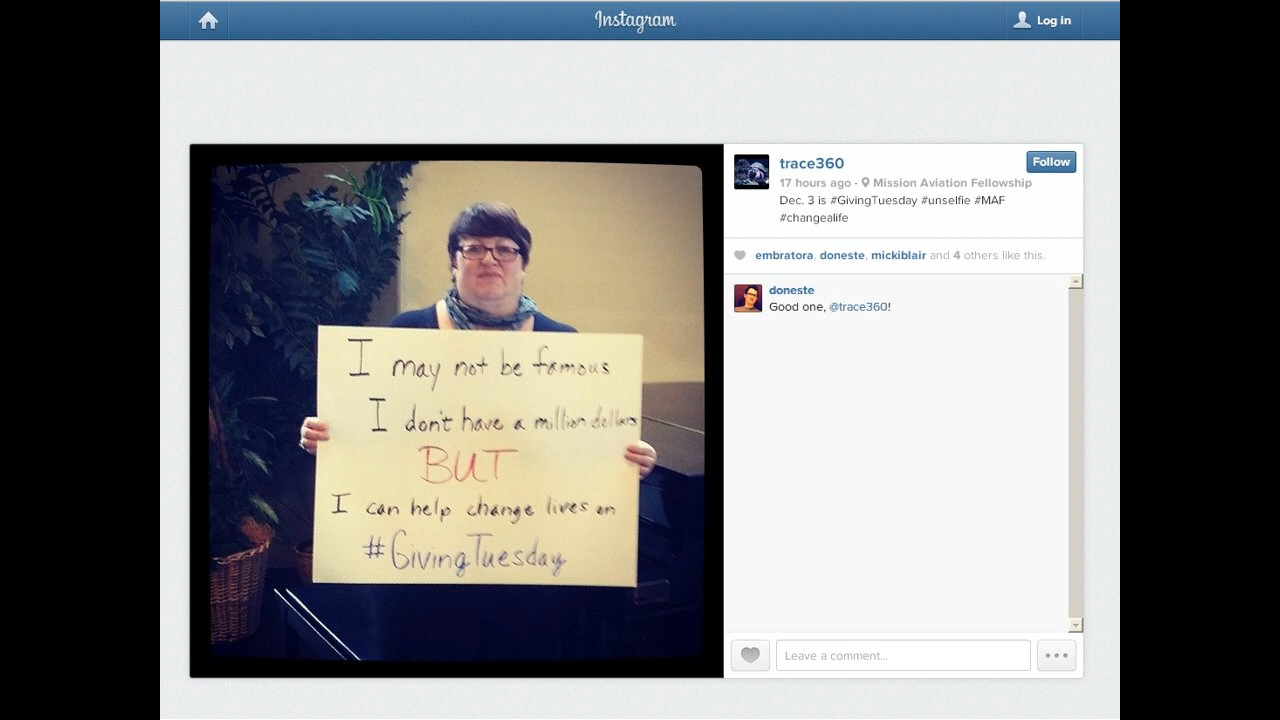 Instagram
Log in
trace360
Follow
17 hours ago · Mission Aviation Fellowship
Dec. 3 is #GivingTuesday #unselfie #MAF
#changealife
embratora, doneste, mickiblair and 4 others like this.
doneste
Good one, @trace360!
I may not be famous
I don't have a million dollars
BUT
I can help change lives on
#GivingTuesday
Leave a comment...